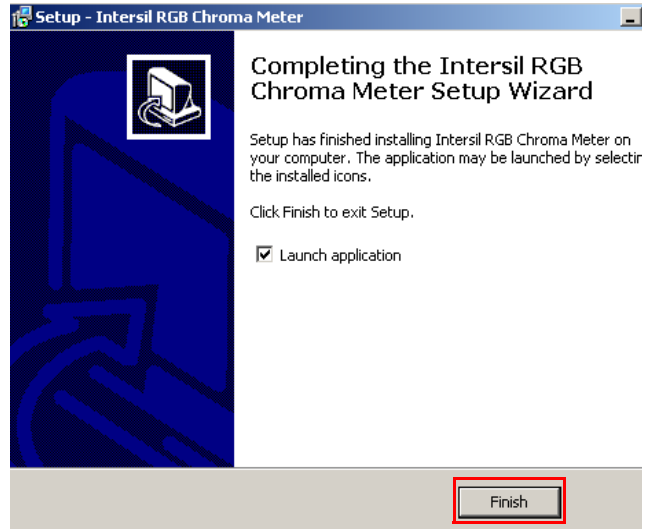 Setup - Intersil RGB Chroma Meter
Completing the Intersil RGB
Chroma Meter Setup Wizard
Setup has finished installing Intersil RGB Chroma Meter on
your computer. The application may be launched by selectin
the installed icons.
Click Finish to exit Setup.
Launch application
Finish